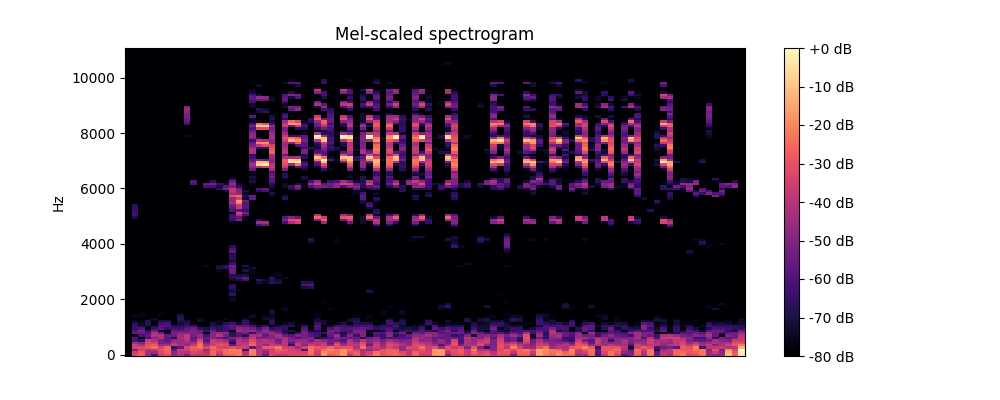 Mel-scaled spectrogram
Hz
10000
8000
6000
4000
2000
0
+0 dB
-10 dB
-20 dB
-30 dB
-40 dB
-50 dB
-60 dB
-70 dB
-80 dB